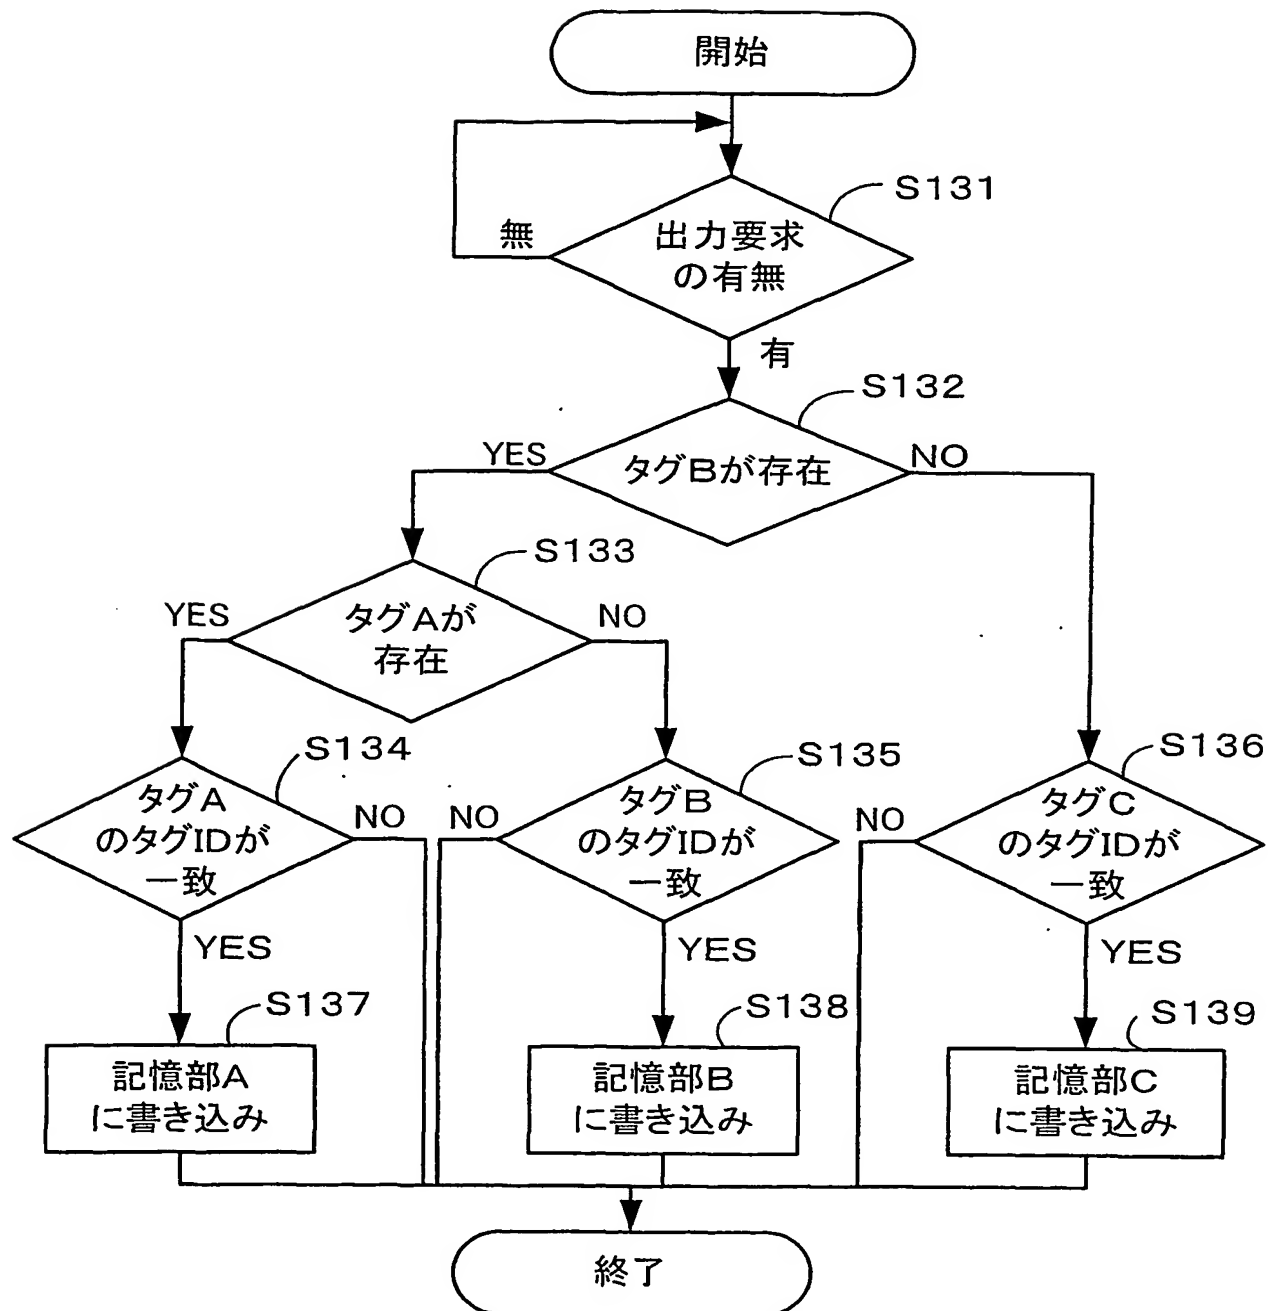 開始
S131
無
出力要求
の有無
有
S132
YES
タグBが存在
NO
S133
YES
タグAが
存在
NO
S134
タグA
のタグIDが
一致
NO
S135
NO
タグB
のタグIDが
一致
S136
NO
タグC
のタグIDが
一致
YES
YES
YES
S137
記憶部A
に書き込み
S138
記憶部B
に書き込み
S139
記憶部C
に書き込み
終了